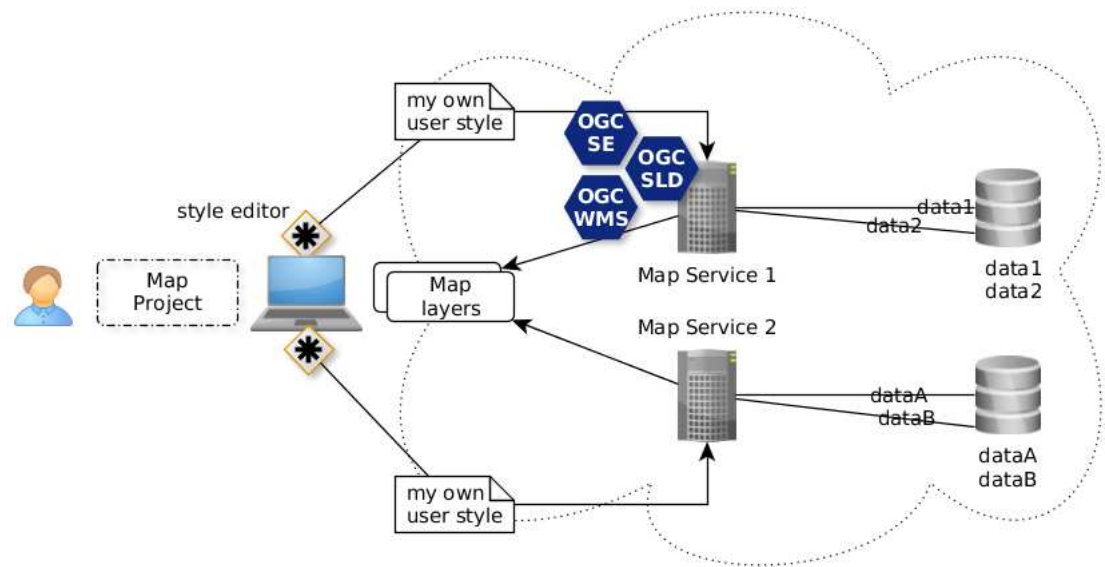 my own
user style
OGC
SE
OGC
SLD
OGC
WMS
style editor
data1
data2
Map
Project
Map
layers
Map Service 1
data1
data2
Map Service 2
dataA
dataB
dataA
dataB
my own
user style